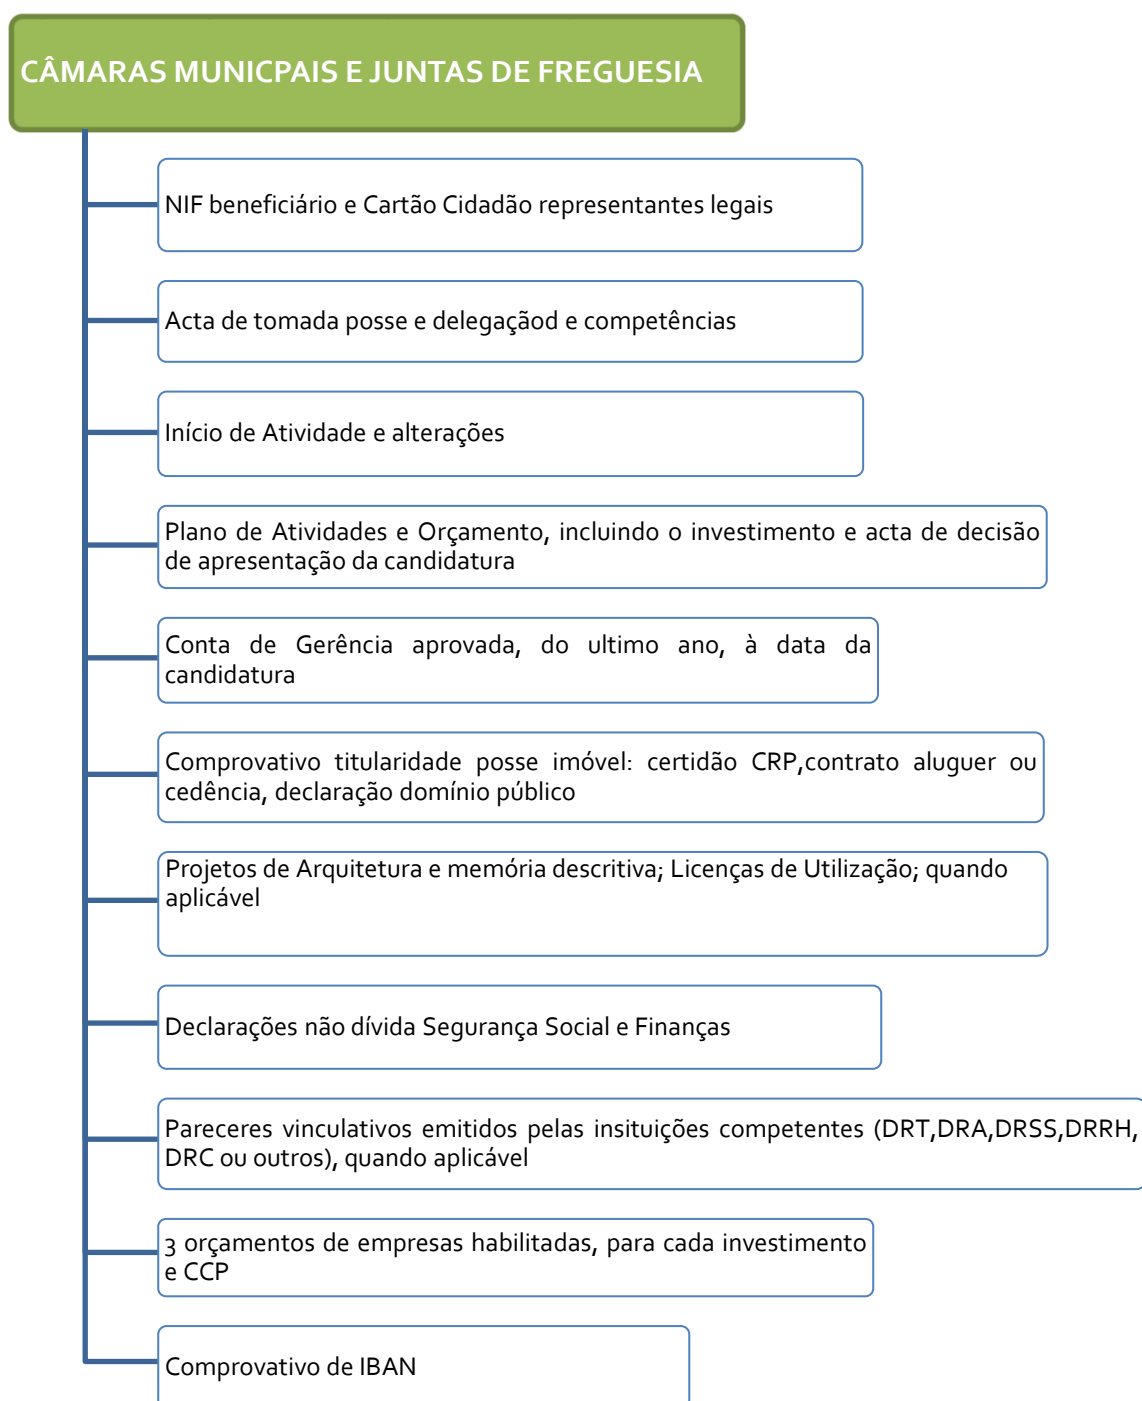 CÂMARAS MUNICPAIS E JUNTAS DE FREGUESIA
NIF beneficiário e Cartão Cidadão representantes legais
Acta de tomada posse e delegaçãod e competências
Início de Atividade e alterações
Plano de Atividades e Orçamento, incluindo o investimento e acta de decisão
de apresentação da candidatura
Conta de Gerência aprovada, do ultimo ano, à data da
candidatura
Comprovativo titularidade posse imóvel: certidão CRP,contrato aluguer ou
cedência, declaração domínio público
Projetos de Arquitetura e memória descritiva; Licenças de Utilização; quando
aplicável
Declarações não dívida Segurança Social e Finanças
Pareceres vinculativos emitidos pelas insituições competentes (DRT,DRA,DRSS,DRRH,
DRC ou outros), quando aplicável
3 orçamentos de empresas habilitadas, para cada investimento
e CCP
Comprovativo de IBAN